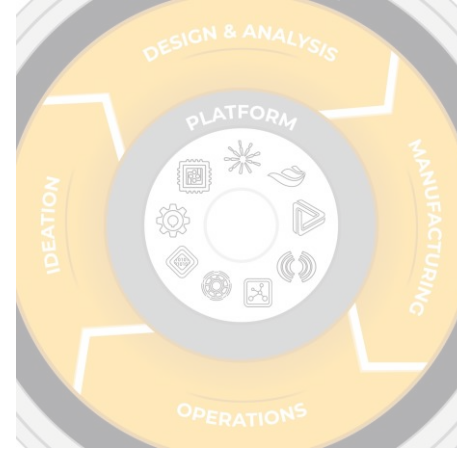 DESIGN & ANALYSIS
PLATFORM
IDEATION
MANUFACTURING
OPERATIONS